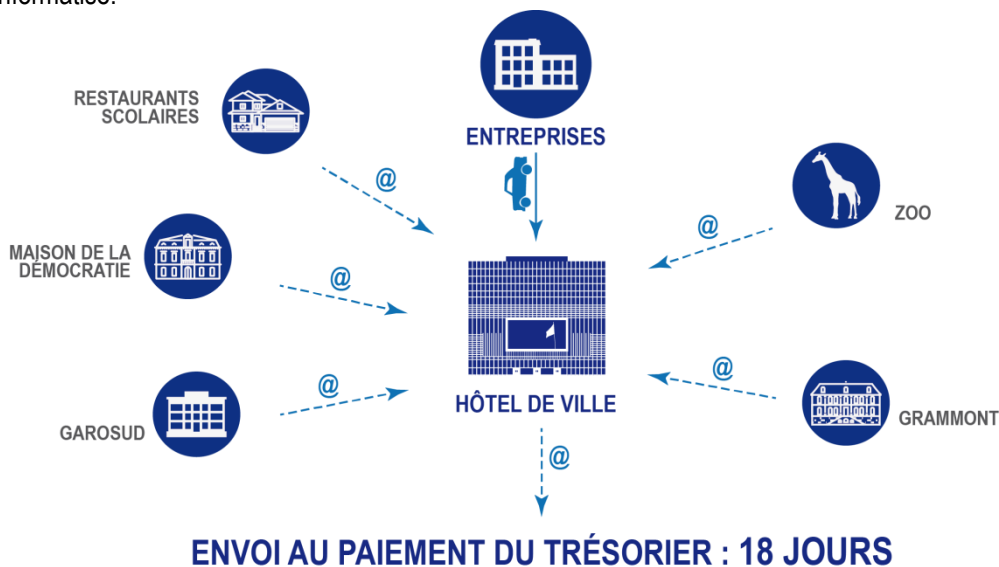 nformatisé.
ENTREPRISES
RESTAURANTS
SCOLAIRES
@
ZOO
@
MAISON DE LA
DÉMOCRATIE
@
GAROSUD
@
HÔTEL DE VILLE
@
GRAMMONT
@
ENVOI AU PAIEMENT DU TRÉSORIER : 18 JOURS